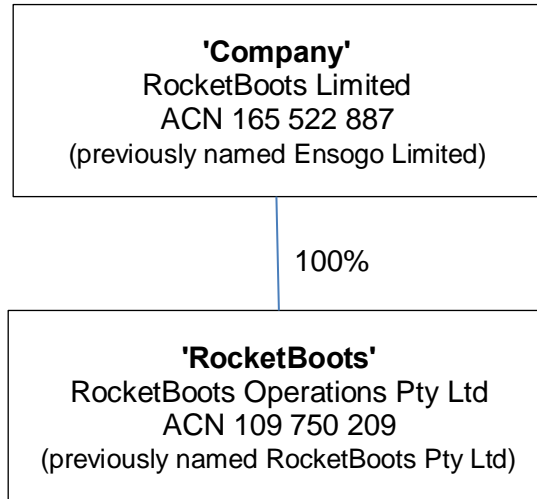 'Company'
RocketBoots Limited
ACN 165 522 887
(previously named Ensogo Limited)
100%
'RocketBoots'
RocketBoots Operations Pty Ltd
ACN 109 750 209
(previously named RocketBoots Pty Ltd)